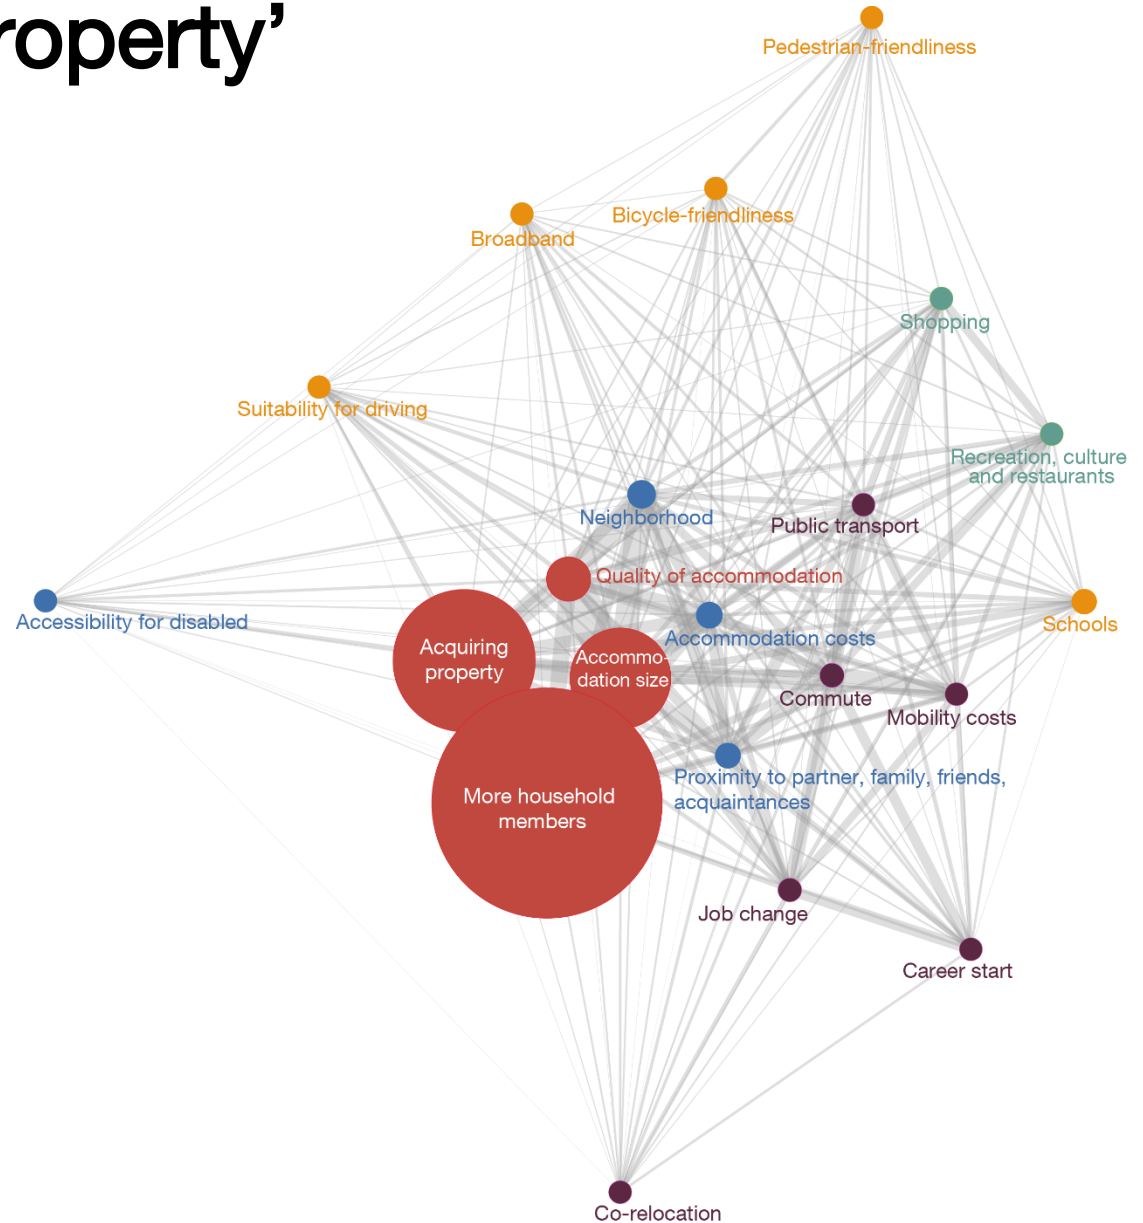 roperty’
Pedestrian-friendliness
Bicycle-friendliness
Broadband
Shopping
Suitability for driving
Recreation, culture
and restaurants
Neighborhood
Public transport
Quality of accommodation
Accessibility for disabled
Schools
Accommodation costs
Acquiring
property
Accommo-
dation size
Commute
Mobility costs
Proximity to partner, family, friends,
acquaintances
More household
members
Job change
Career start
Co-relocation